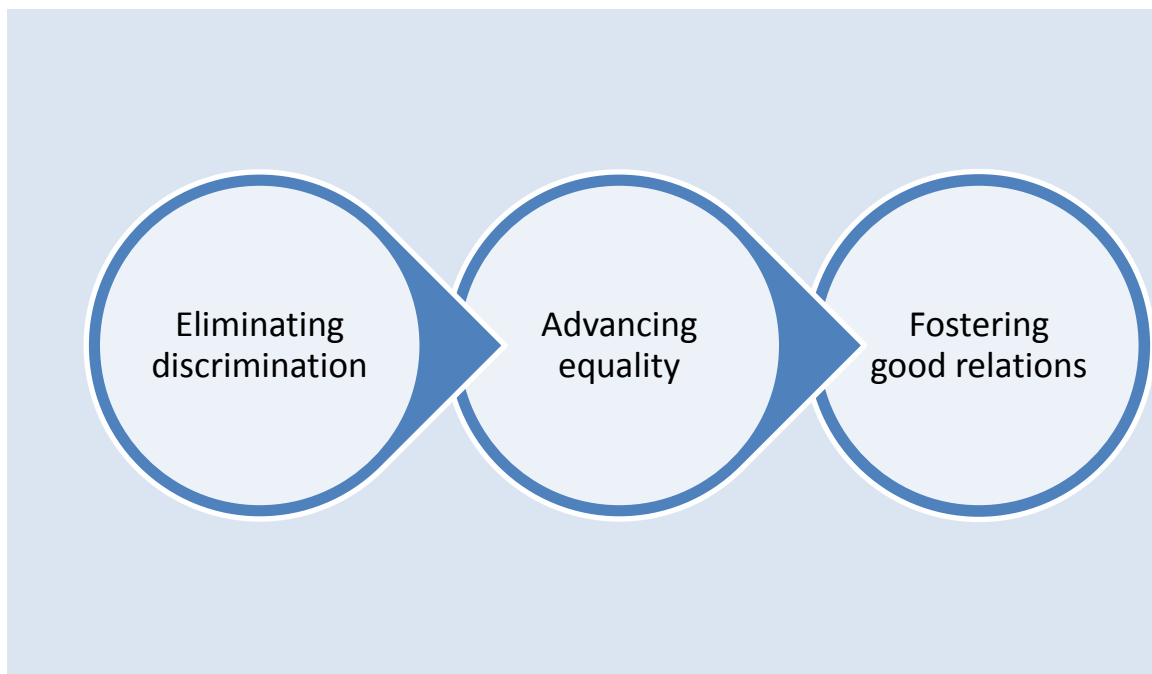 Eliminating
discrimination
Advancing
equality
Fostering
good relations